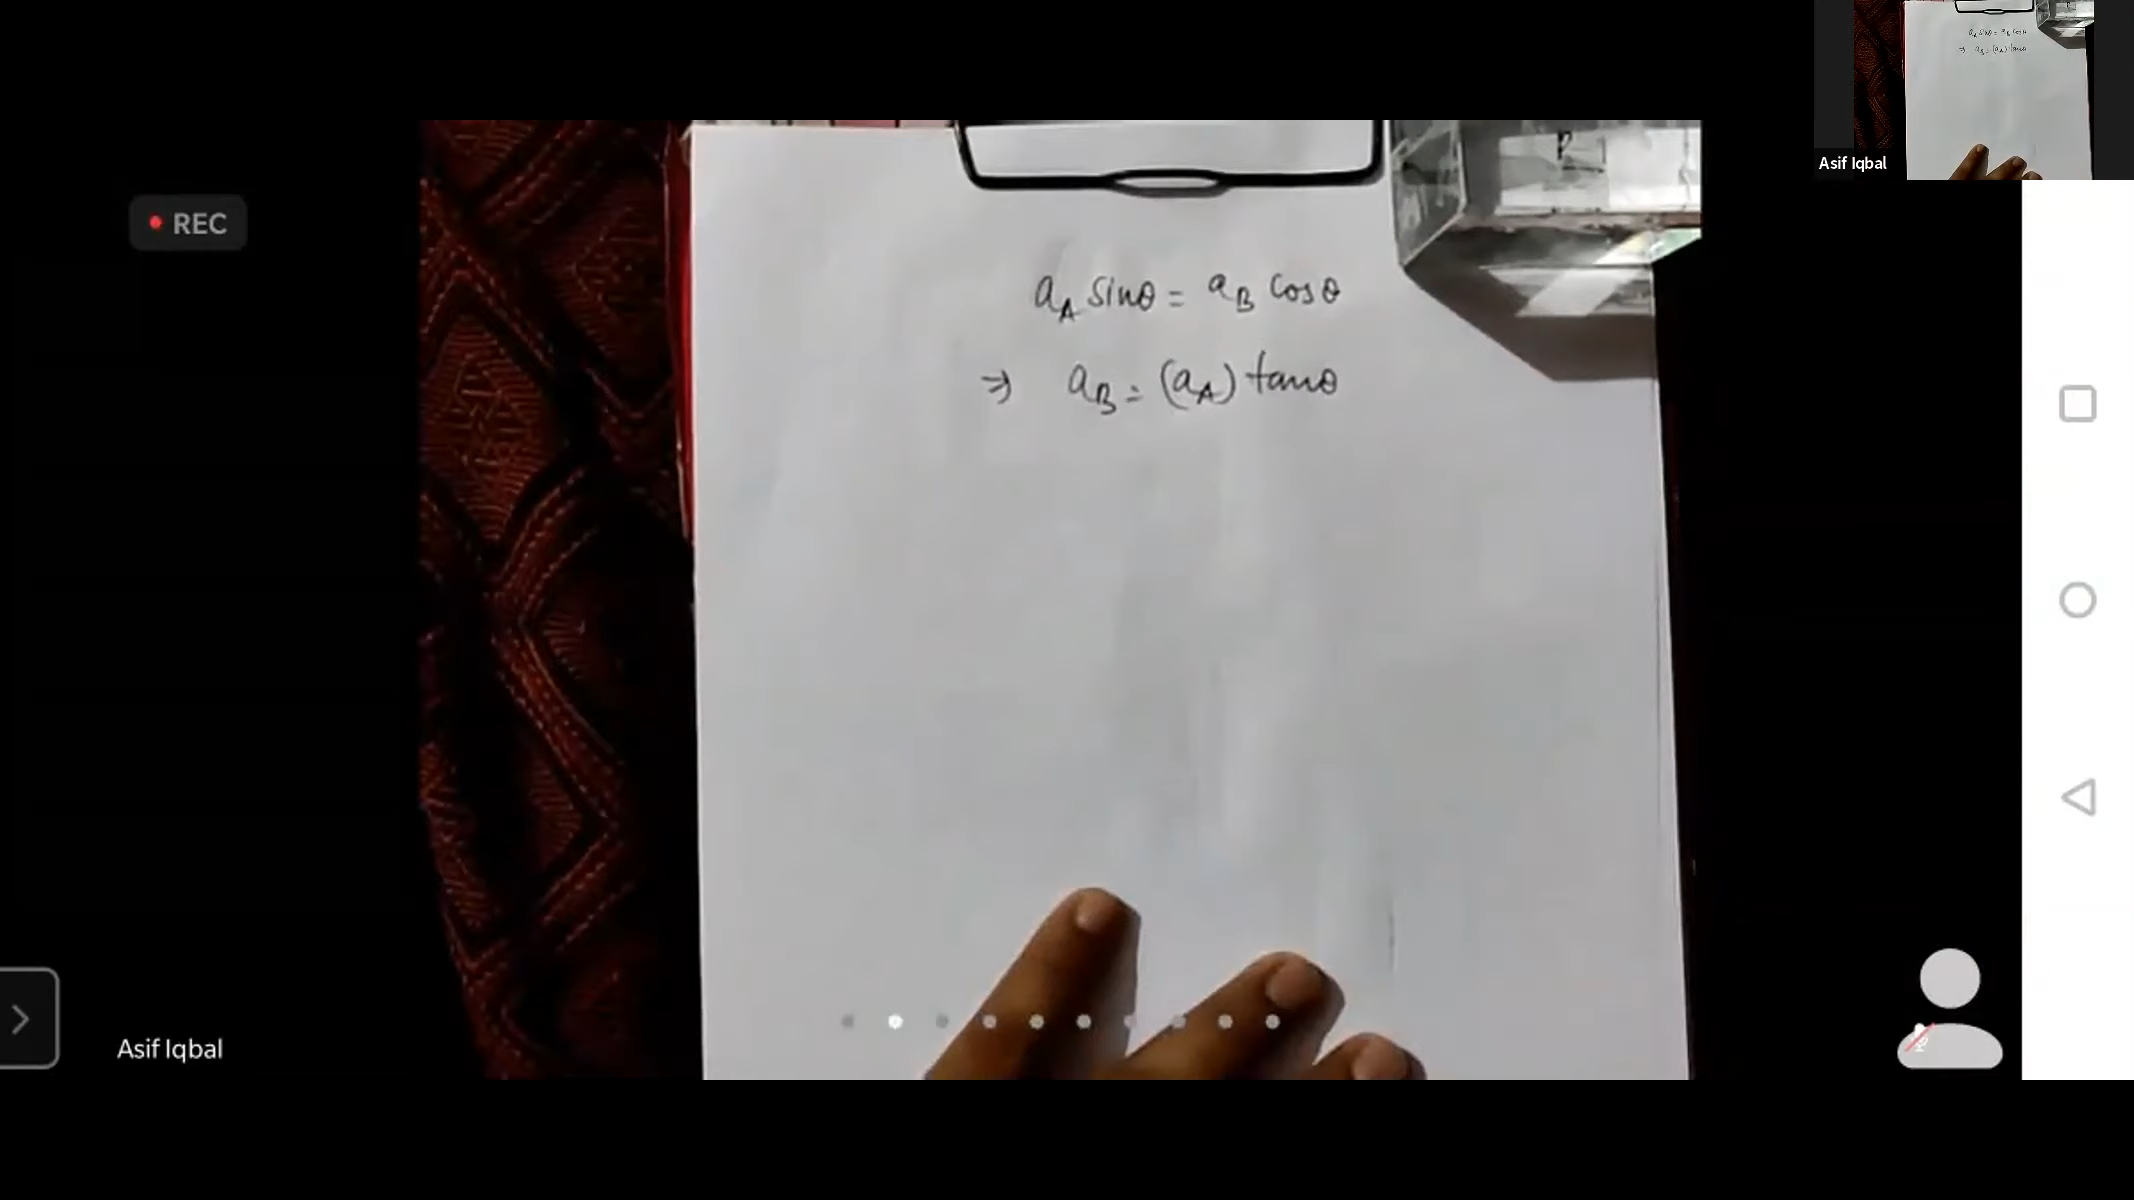 Asif Iqbal
REC
P
a_A sinθ = a_B cosθ
⇒ a_B = (a_A) tanθ
Asif Iqbal